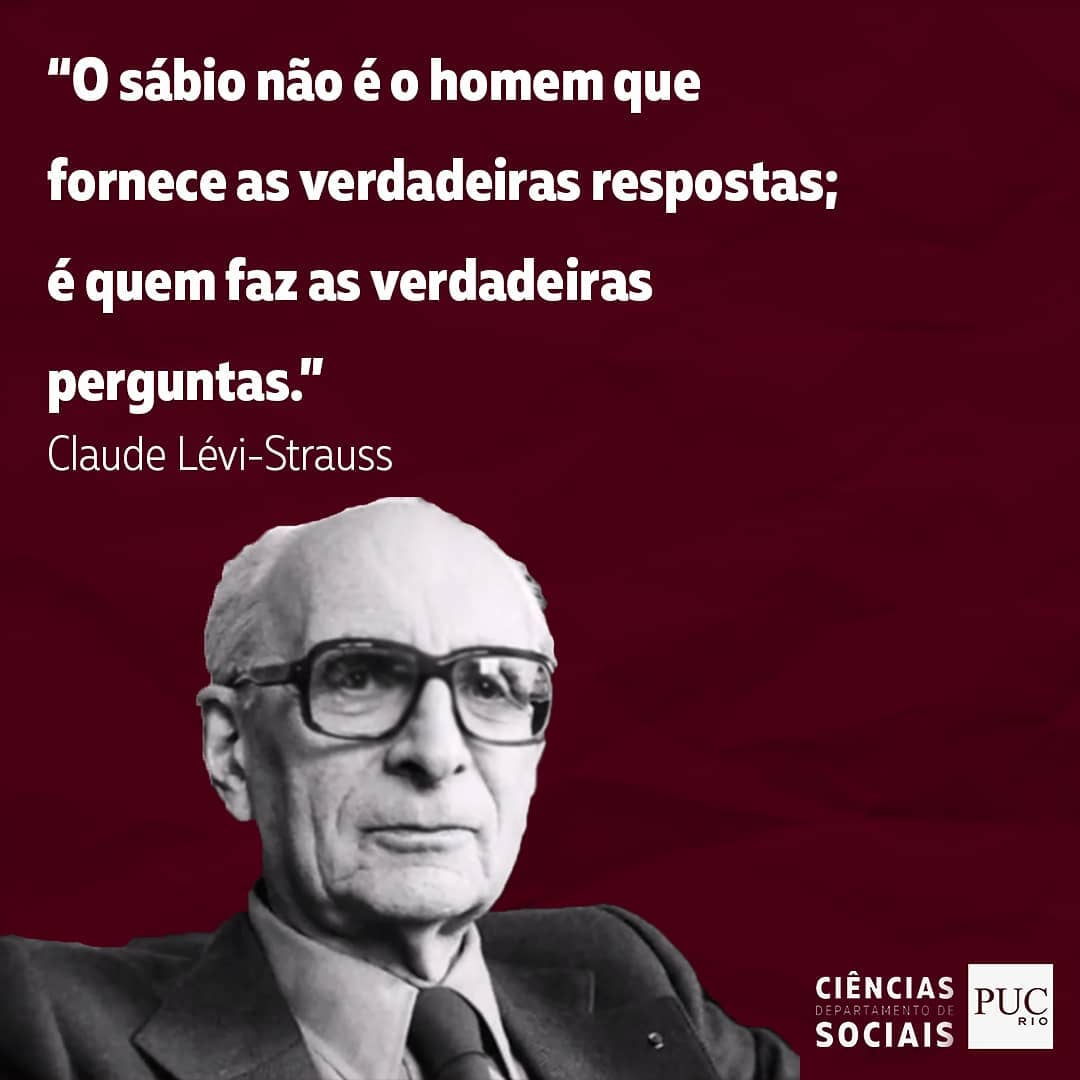 “O sábio não é o homem que
fornece as verdadeiras respostas;
é quem faz as verdadeiras
perguntas.”
Claude Lévi-Strauss
CIÊNCIAS
DEPARTAMENTO DE
SOCIAIS
PUC
RIO